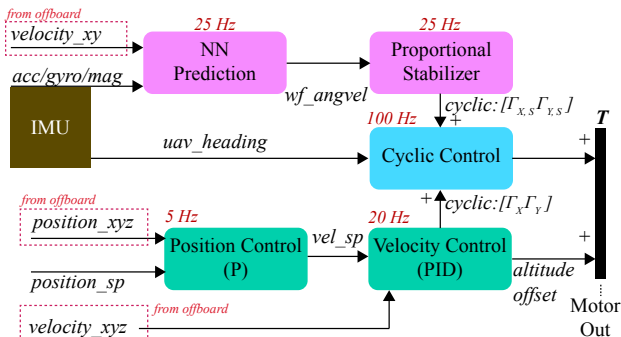 from offboard
25 Hz
25 Hz
velocity_xy
NN
Prediction
Proportional
Stabilizer
acc/gyro/mag
wf_angvel
cyclic:[Γ_{X,S}Γ_{Y,S}]
100 Hz
+
T
IMU
uav_heading
Cyclic Control
+
from offboard
+
cyclic:[Γ_XΓ_Y]
position_xyz
5 Hz
20 Hz
+
Position Control
(P)
vel_sp
Velocity Control
(PID)
position_sp
altitude
offset
from offboard
velocity_xyz
Motor
Out